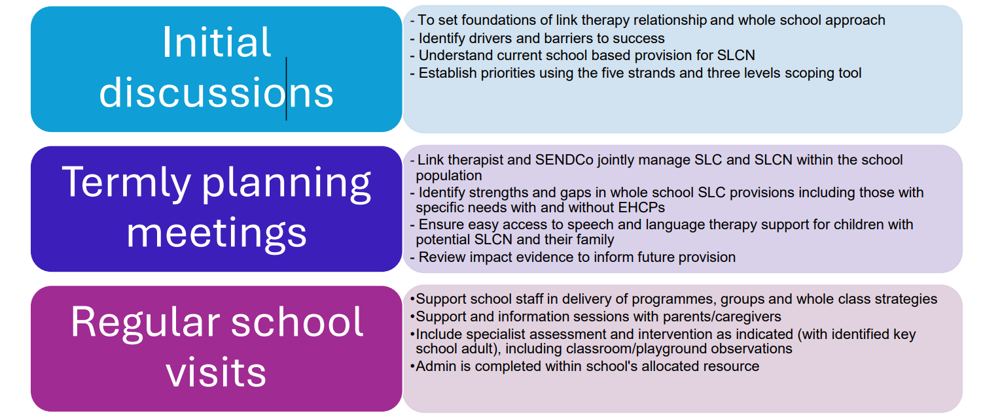 Initial
discussions
- To set foundations of link therapy relationship and whole school approach
- Identify drivers and barriers to success
- Understand current school based provision for SLCN
- Establish priorities using the five strands and three levels scoping tool
Termly planning
meetings
- Link therapist and SENDCo jointly manage SLC and SLCN within the school
population
- Identify strengths and gaps in whole school SLC provisions including those with
specific needs with and without EHCPs
- Ensure easy access to speech and language therapy support for children with
potential SLCN and their family
- Review impact evidence to inform future provision
Regular school
visits
•Support school staff in delivery of programmes, groups and whole class strategies
•Support and information sessions with parents/caregivers
•Include specialist assessment and intervention as indicated (with identified key
school adult), including classroom/playground observations
•Admin is completed within school's allocated resource